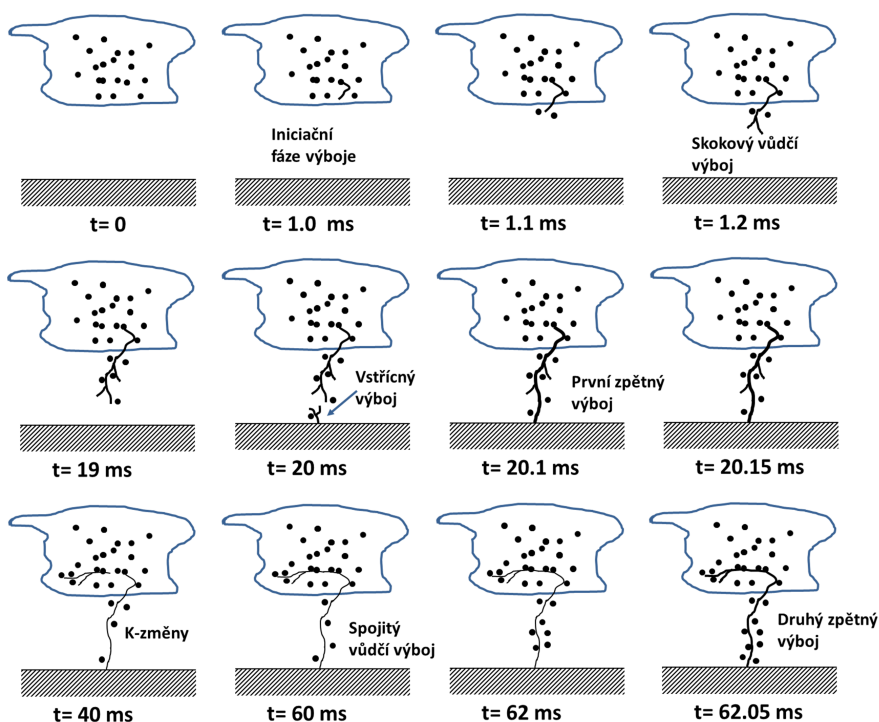 Iniciační
fáze výboje
Skokový vůdčí
výboj
t= 0
t= 1.0 ms
t= 1.1 ms
t= 1.2 ms
Vstřícný
výboj
První zpětný
výboj
t= 19 ms
t= 20 ms
t= 20.1 ms
t= 20.15 ms
K-změny
Spojitý
vůdčí výboj
Druhý zpětný
výboj
t= 40 ms
t= 60 ms
t= 62 ms
t= 62.05 ms